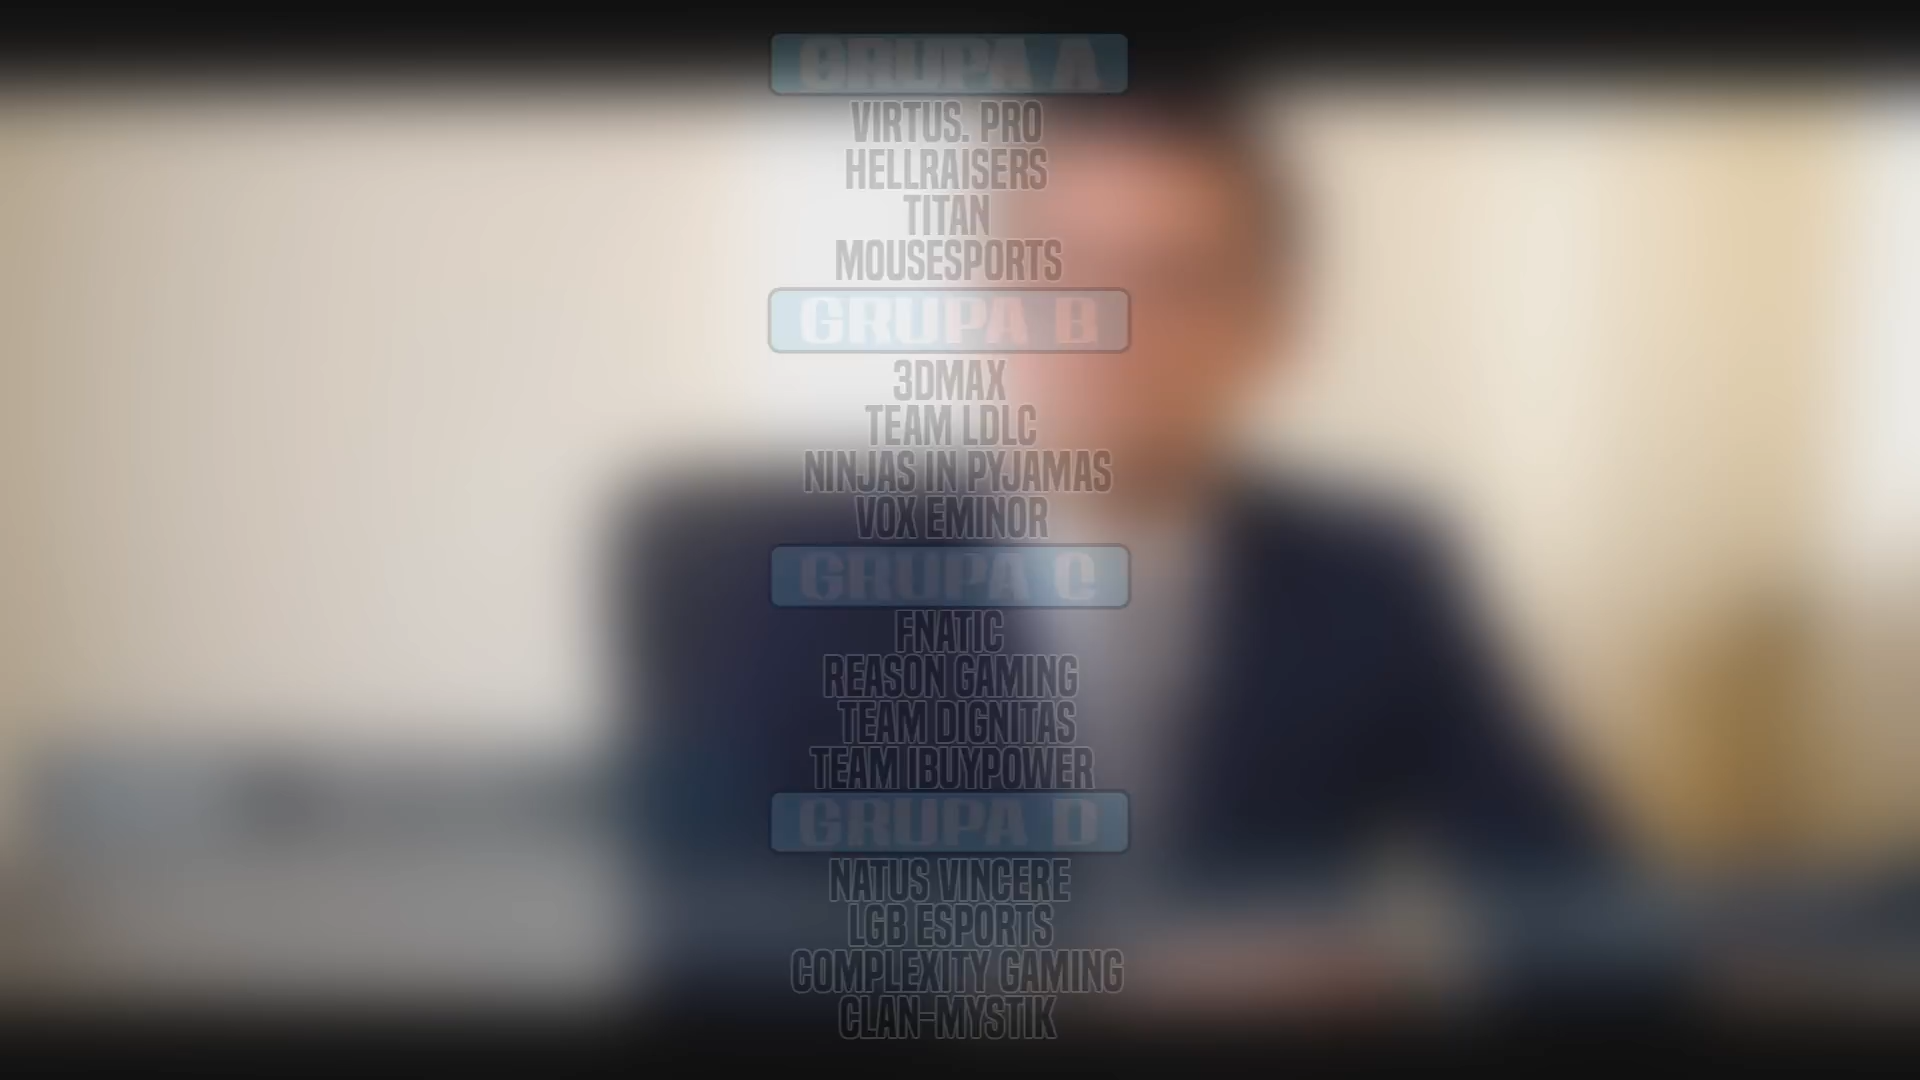 GRUPA A
VIRTUS. PRO
HELLRAISERS
TITAN
MOUSESPORTS
GRUPA B
3DMAX
TEAM LDLC
NINJAS IN PYJAMAS
VOX EMINOR
GRUPA C
FNATIC
REASON GAMING
TEAM DIGNITAS
TEAM IBUYPOWER
GRUPA D
NATUS VINCERE
LGB ESPORTS
COMPLEXITY GAMING
CLAN-MYSTIK